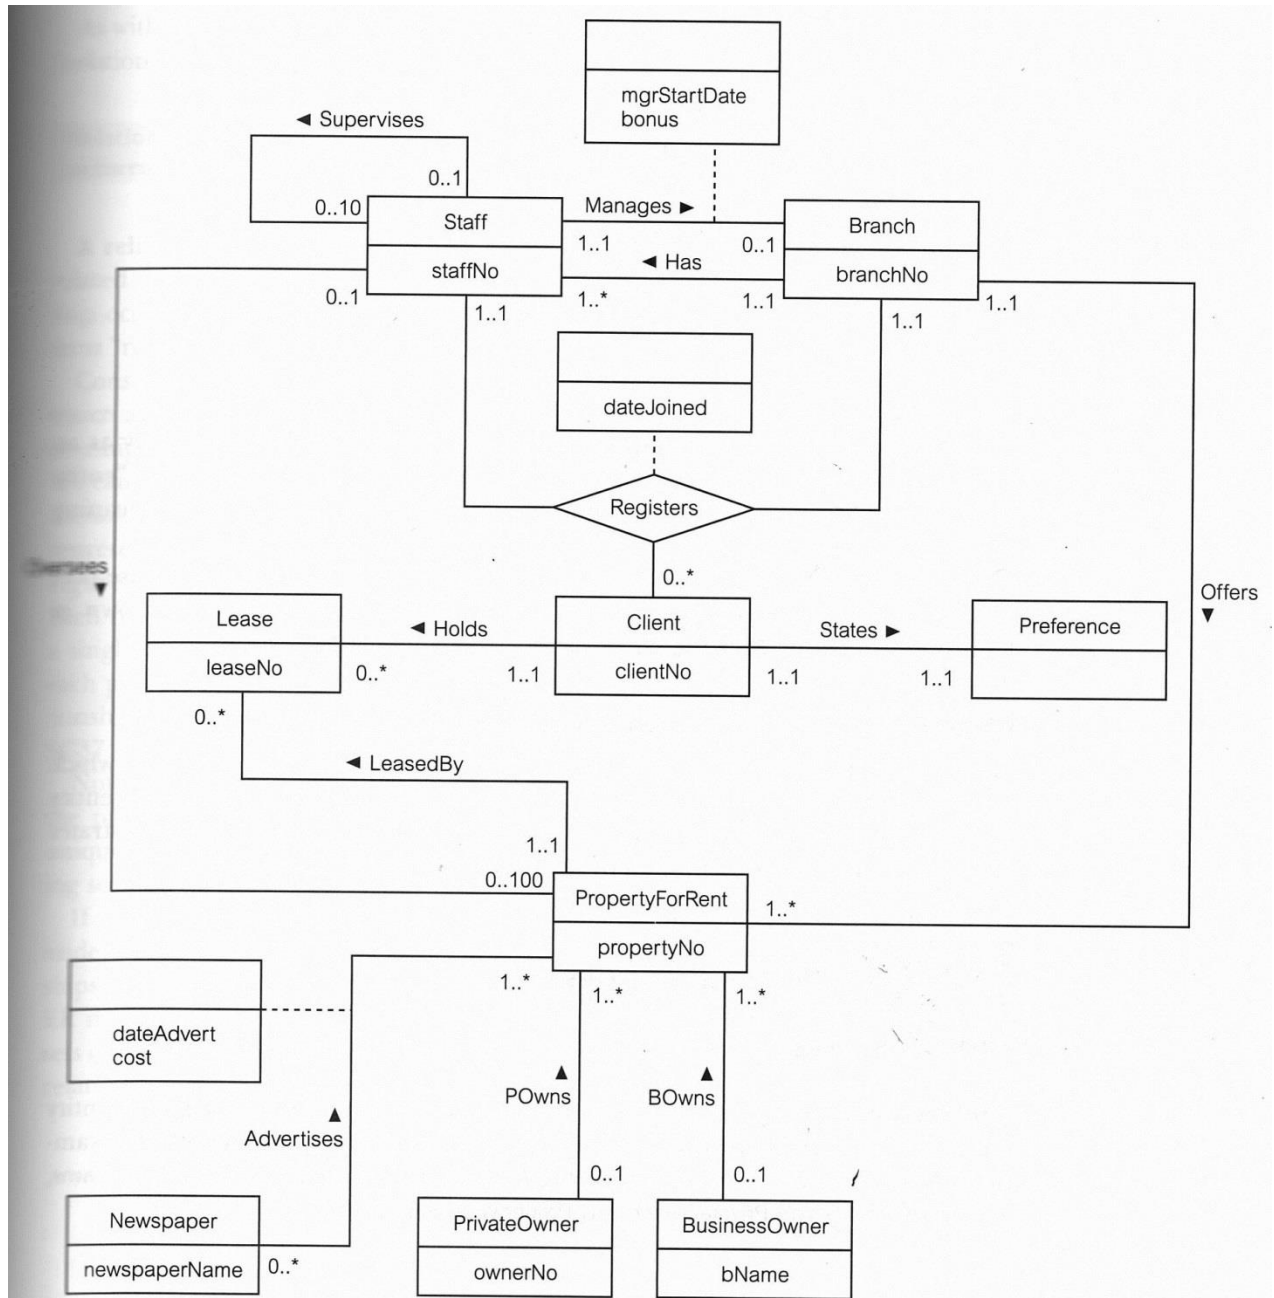 mgrStartDate
bonus
◄ Supervises
0..1
0..10
Staff
Manages ►
Branch
1..1
0..1
staffNo
◄ Has
branchNo
0..1
1..1
1..*
1..1
1..1
1..1
dateJoined
Registers
0..*
Offers
▼
Lease
◄ Holds
Client
States ►
Preference
leaseNo
0..*
1..1
clientNo
1..1
1..1
0..*
◄ LeasedBy
1..1
0..100
PropertyForRent
1..*
propertyNo
1..*
1..*
1..*
dateAdvert
cost
▲
POwns
▲
BOwns
▲
Advertises
0..1
0..1
Newspaper
PrivateOwner
BusinessOwner
newspaperName
0..*
ownerNo
bName